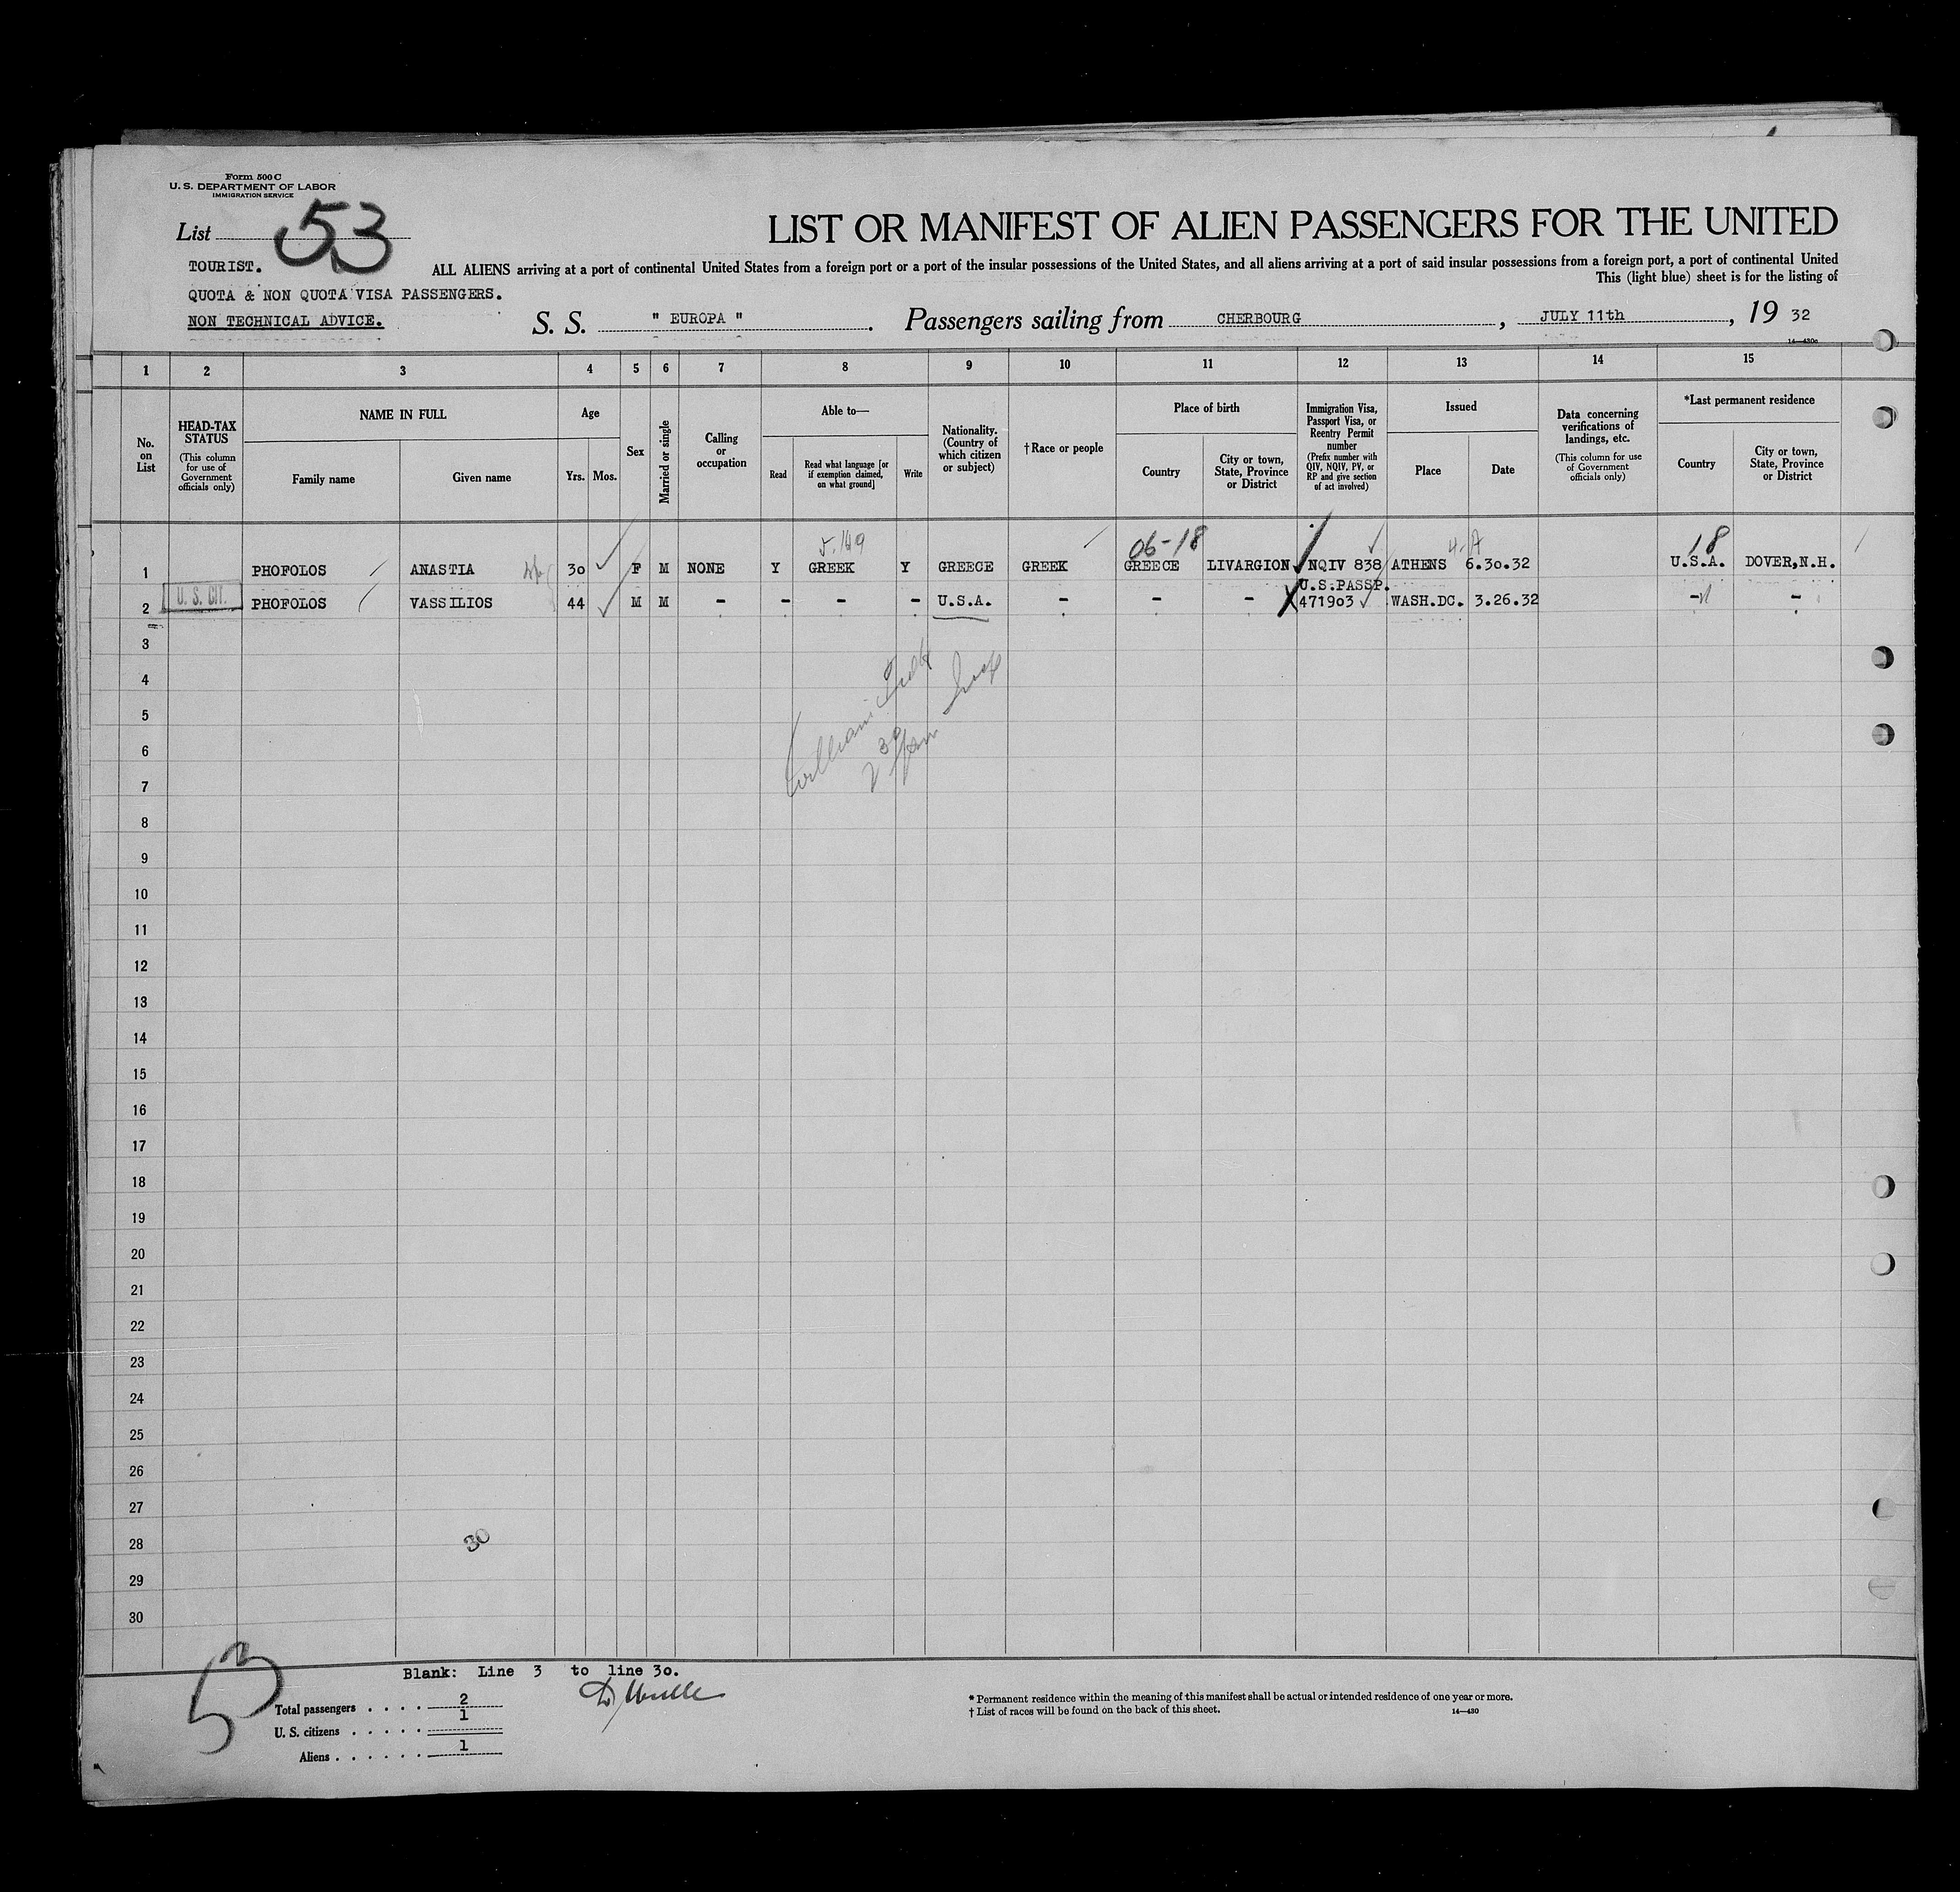 Form 500 C
U. S. DEPARTMENT OF LABOR
IMMIGRATION SERVICE
List 53
LIST OR MANIFEST OF ALIEN PASSENGERS FOR THE UNITED
TOURIST.
ALL ALIENS arriving at a port of continental United States from a foreign port or a port of the insular possessions of the United States, and all aliens arriving at a port of said insular possessions from a foreign port, a port of continental United
This (light blue) sheet is for the listing of
QUOTA & NON QUOTA VISA PASSENGERS.
NON TECHNICAL ADVICE.
S. S. " EUROPA ". Passengers sailing from CHERBOURG, JULY 11th, 19 32
14—430c
1 2 3 4 5 6 7 8 9 10 11 12 13 14 15
No. on List
HEAD-TAX STATUS
(This column for use of Government officials only)
NAME IN FULL
Family name
Given name
Age
Yrs. Mos.
Sex
Married or single
Calling or occupation
Able to—
Read
Read what language [or if exemption claimed, on what ground]
Write
Nationality. (Country of which citizen or subject)
†Race or people
Place of birth
Country
City or town, State, Province or District
Immigration Visa, Passport Visa, or Reentry Permit number
(Prefix number with QIV, NQIV, PV, or RP and give section of act involved)
Issued
Place
Date
Data concerning verifications of landings, etc.
(This column for use of Government officials only)
*Last permanent residence
Country
City or town, State, Province or District
5.149 06-18 4.A 18
1 PHOFOLOS ANASTIA 30 F M NONE Y GREEK Y GREECE GREEK GREECE LIVARGION NQIV 838 ATHENS 6.30.32 U.S.A. DOVER,N.H.
U.S.PASSP.
2 U. S. CIT. PHOFOLOS VASSILIOS 44 M M - - - - U.S.A. - - - 471903 WASH.DC. 3.26.32 - -
3
4
5
6
7
8
9
10
11
12
13
14
15
16
17
18
19
20
21
22
23
24
25
26
27
28 30
29
30
53
Blank: Line 3 to line 30.
Total passengers . . . . . 2
1
U. S. citizens . . . . .
Aliens . . . . . . 1
* Permanent residence within the meaning of this manifest shall be actual or intended residence of one year or more.
† List of races will be found on the back of this sheet.
14—430